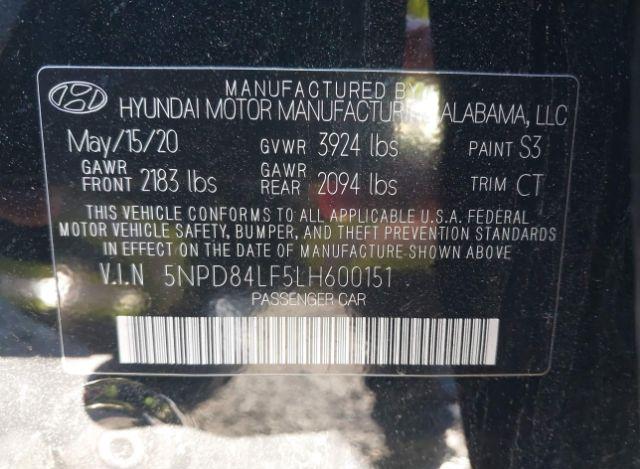 MANUFACTURED BY
HYUNDAI MOTOR MANUFACTURING ALABAMA, LLC
May/15/20 GVWR 3924 lbs PAINT S3
GAWR FRONT 2183 lbs GAWR REAR 2094 lbs TRIM CT
THIS VEHICLE CONFORMS TO ALL APPLICABLE U.S.A. FEDERAL
MOTOR VEHICLE SAFETY, BUMPER, AND THEFT PREVENTION STANDARDS
IN EFFECT ON THE DATE OF MANUFACTURE SHOWN ABOVE
V.I.N 5NPD84LF5LH600151
PASSENGER CAR